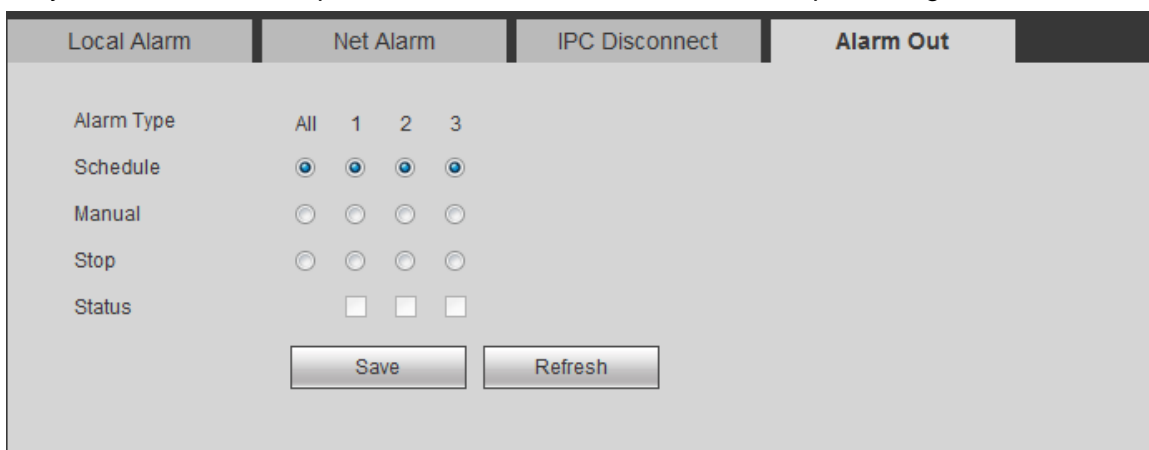 Local Alarm Net Alarm IPC Disconnect Alarm Out
Alarm Type All 1 2 3
Schedule
Manual
Stop
Status
Save Refresh